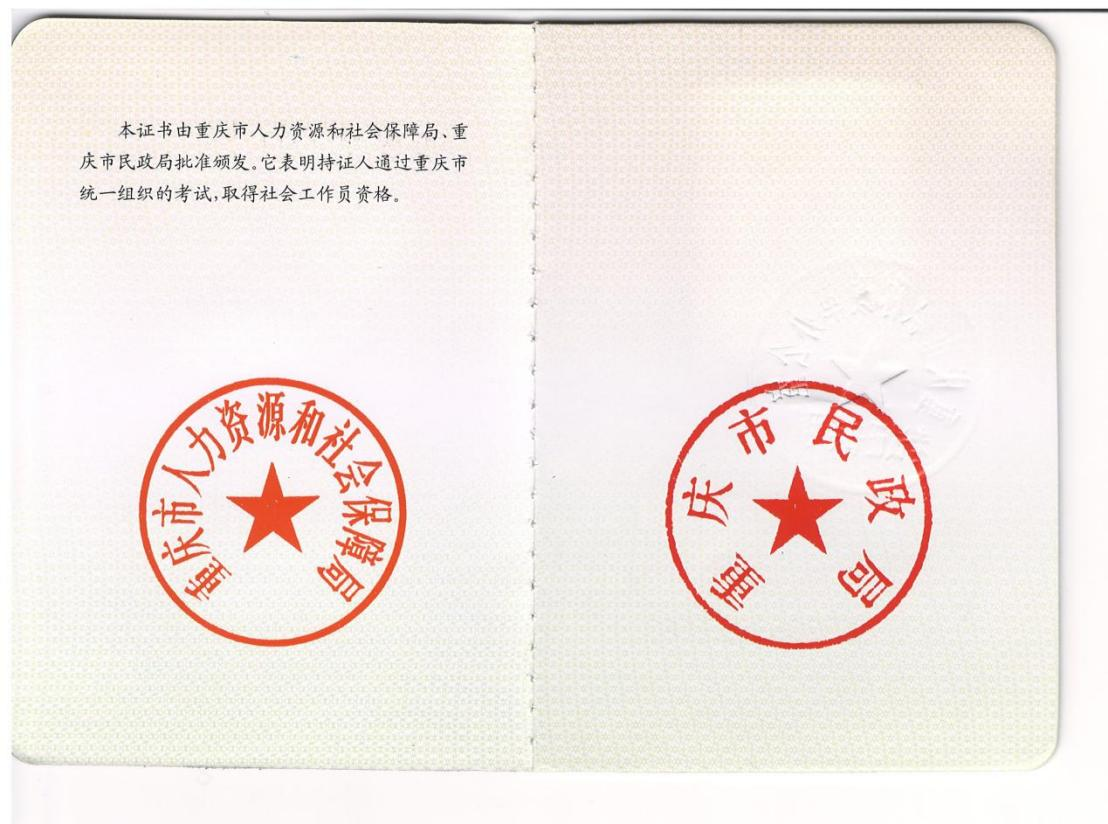 本证书由重庆市人力资源和社会保障局、重
庆市民政局批准颁发。它表明持证人通过重庆市
统一组织的考试,取得社会工作员资格。
重庆市人力资源和社会保障局
重庆市民政局